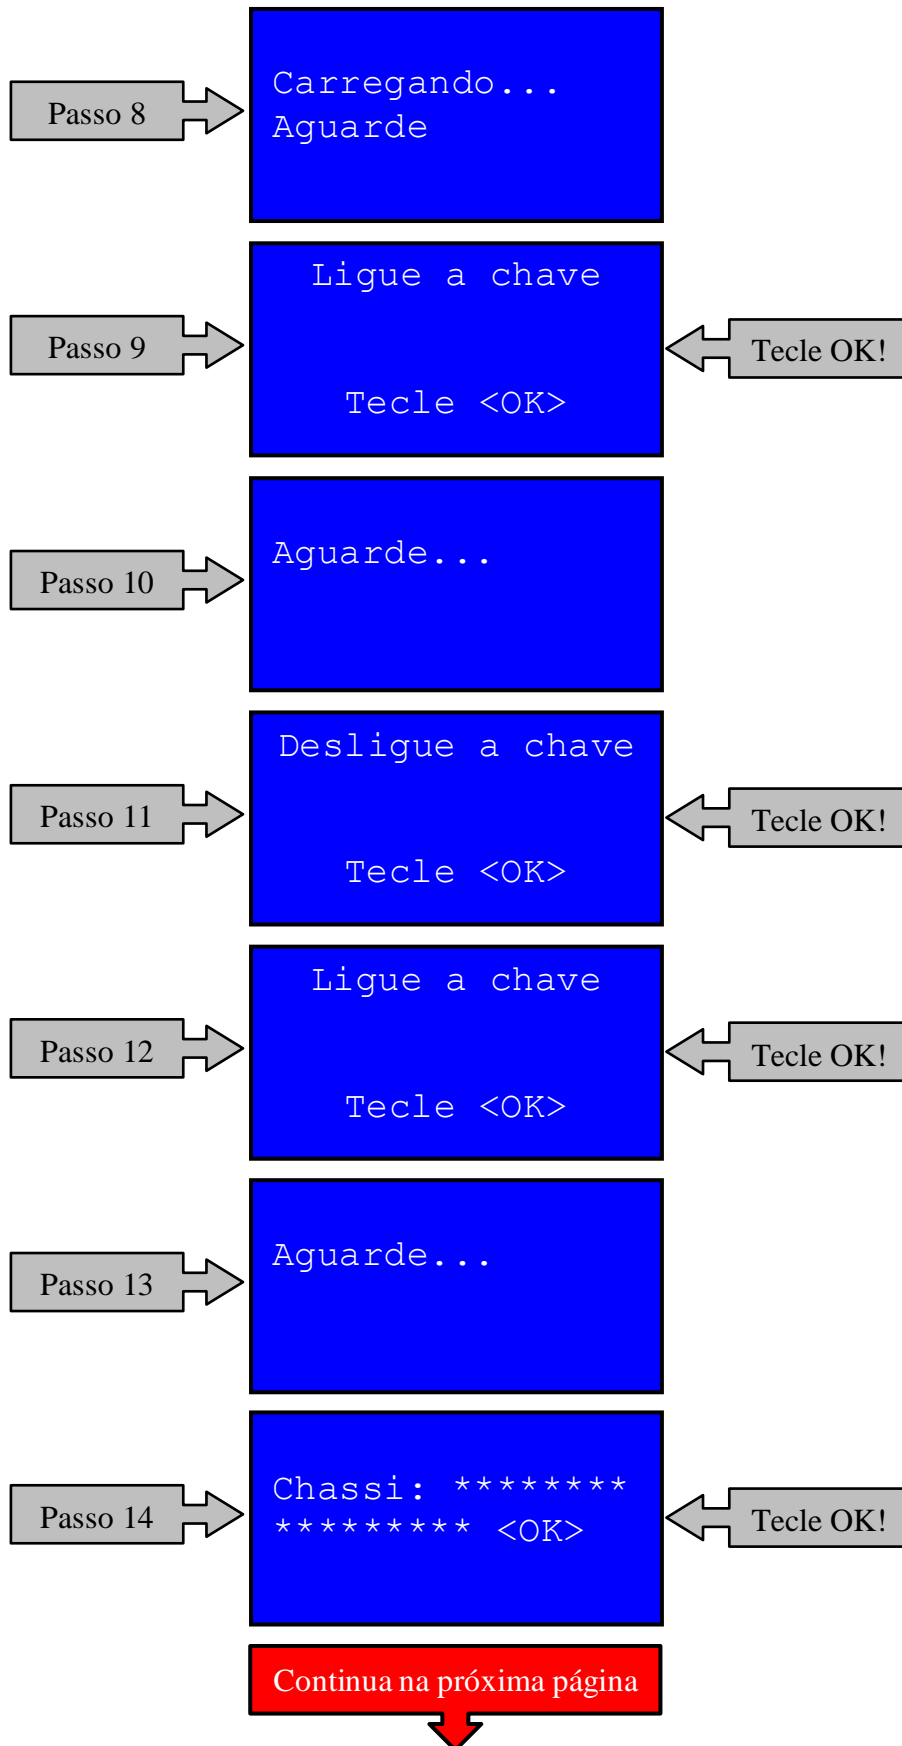 Passo 8
Carregando...
Aguarde
Passo 9
Ligue a chave
Tecle <OK>
Tecle OK!
Passo 10
Aguarde...
Passo 11
Desligue a chave
Tecle <OK>
Tecle OK!
Passo 12
Ligue a chave
Tecle <OK>
Tecle OK!
Passo 13
Aguarde...
Passo 14
Chassi: ********
********* <OK>
Tecle OK!
Continua na próxima página